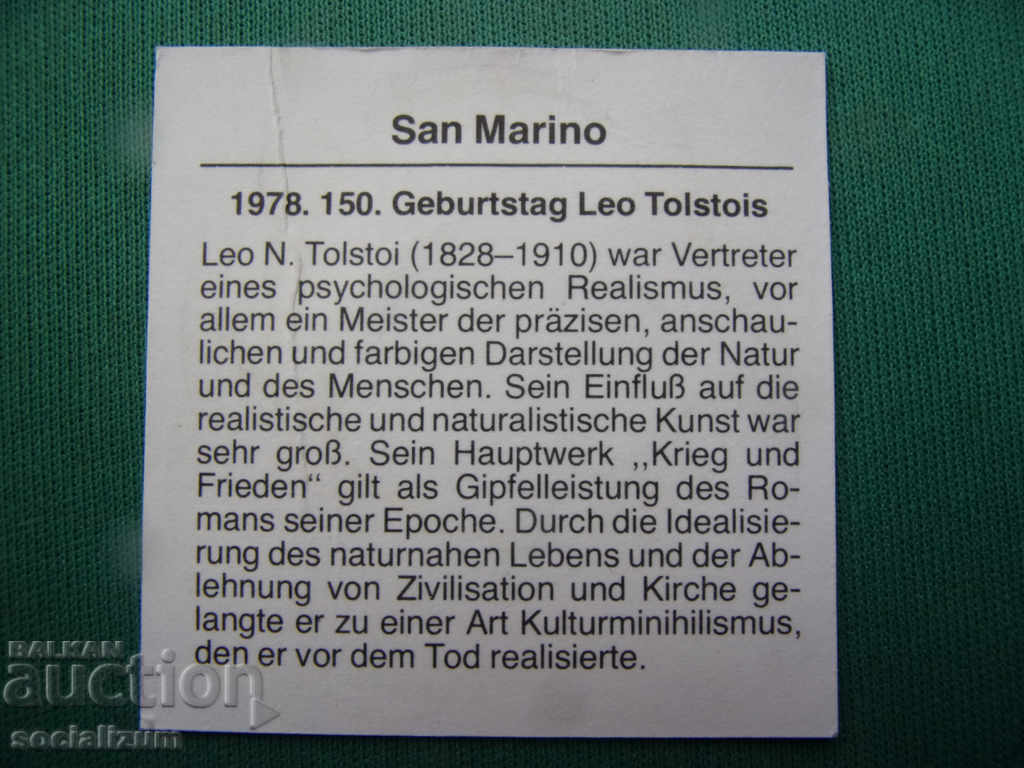 San Marino
1978. 150. Geburtstag Leo Tolstois
Leo N. Tolstoi (1828–1910) war Vertreter
eines psychologischen Realismus, vor
allem ein Meister der präzisen, anschau-
lichen und farbigen Darstellung der Natur
und des Menschen. Sein Einfluß auf die
realistische und naturalistische Kunst war
sehr groß. Sein Hauptwerk „Krieg und
Frieden“ gilt als Gipfelleistung des Ro-
mans seiner Epoche. Durch die Idealisie-
rung des naturnahen Lebens und der Ab-
lehnung von Zivilisation und Kirche ge-
langte er zu einer Art Kulturminihilismus,
den er vor dem Tod realisierte.
BALKAN
auction
socializum